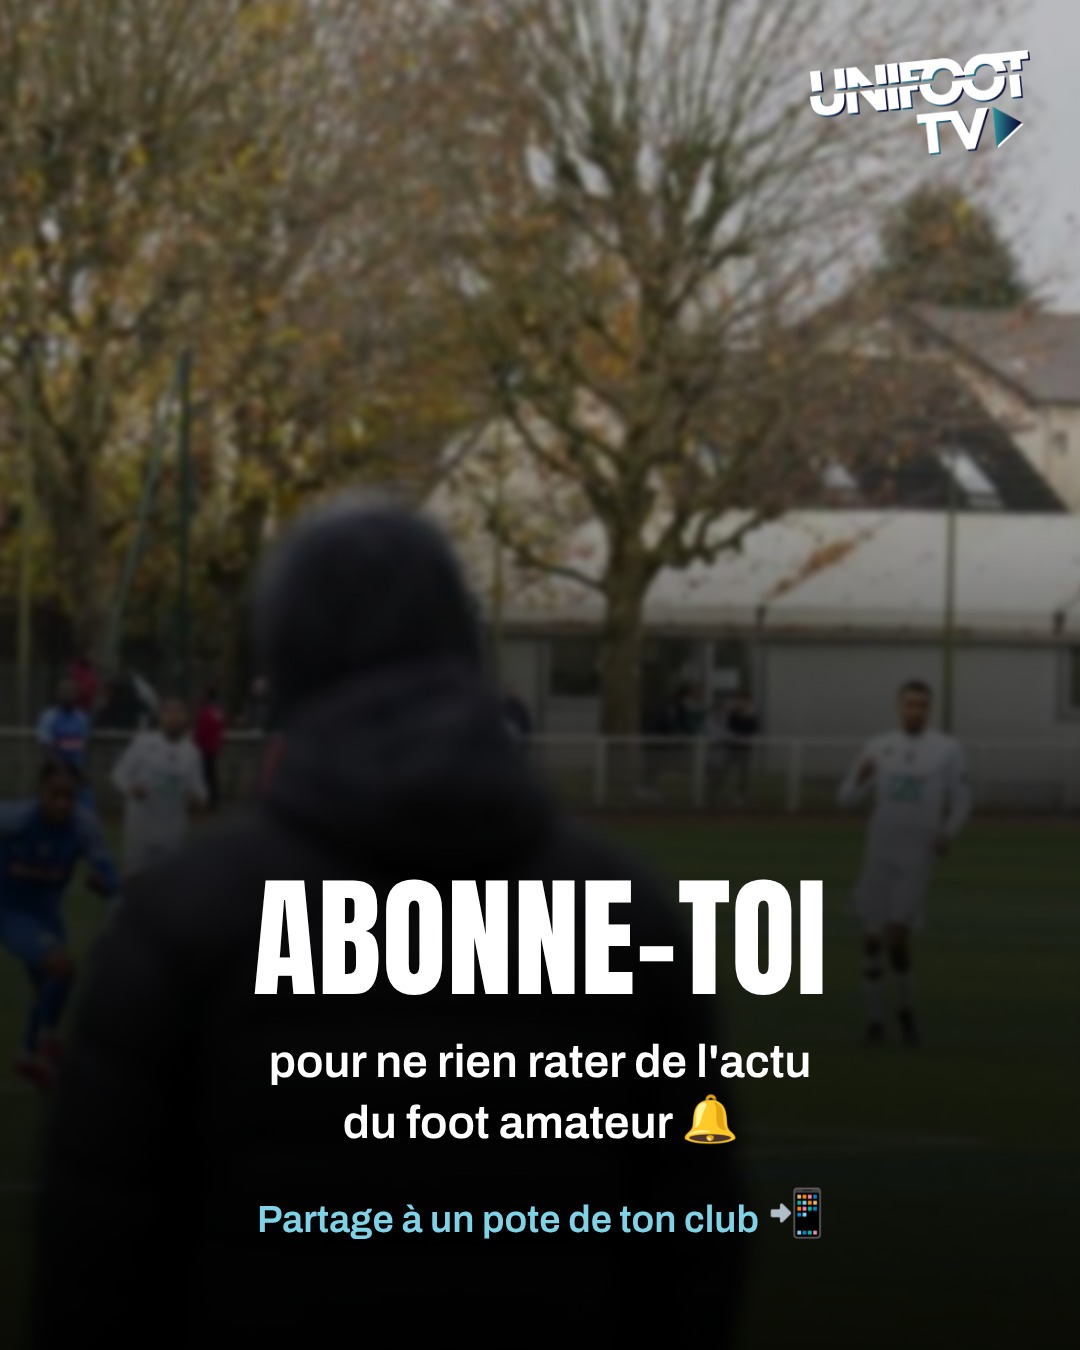 UNIFOOT
TV
ABONNE-TOI
pour ne rien rater de l'actu
du foot amateur 🔔
Partage à un pote de ton club 📲